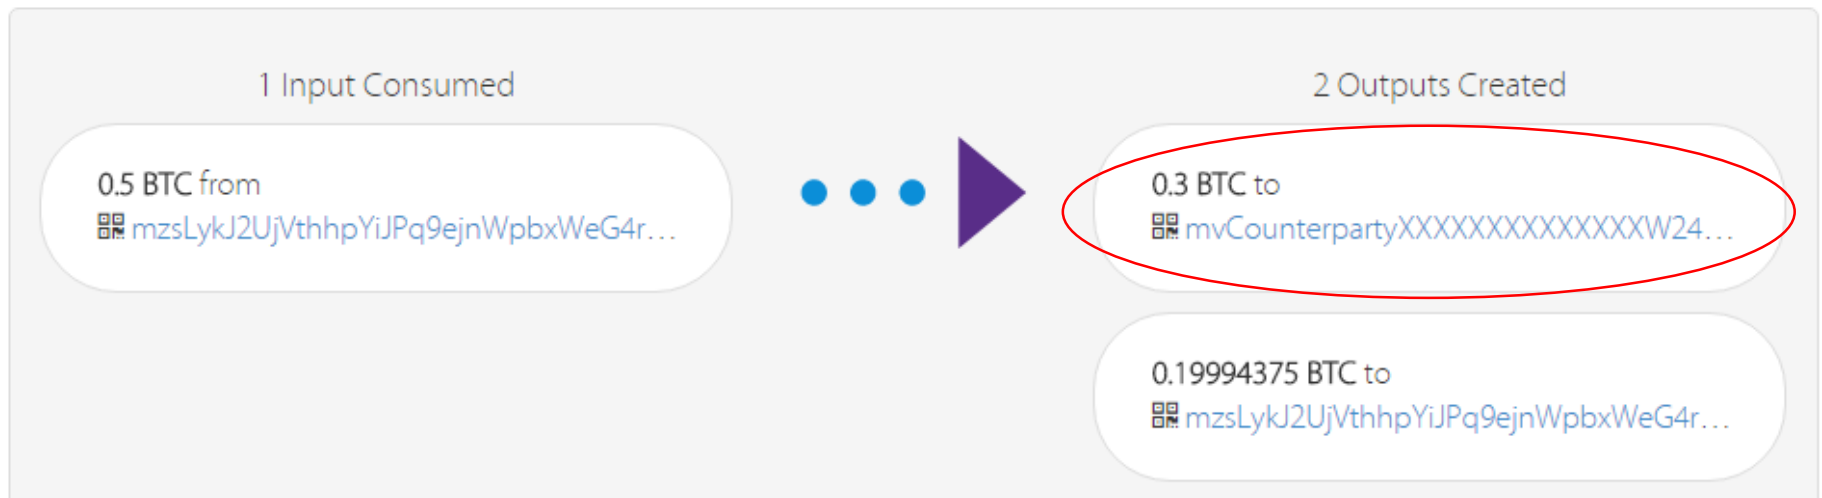 1 Input Consumed
0.5 BTC from
mzsLykJ2UjVthhpYiJPq9ejnWpbxWeG4r...
2 Outputs Created
0.3 BTC to
mvCounterpartyXXXXXXXXXXXXXXW24...
0.19994375 BTC to
mzsLykJ2UjVthhpYiJPq9ejnWpbxWeG4r...